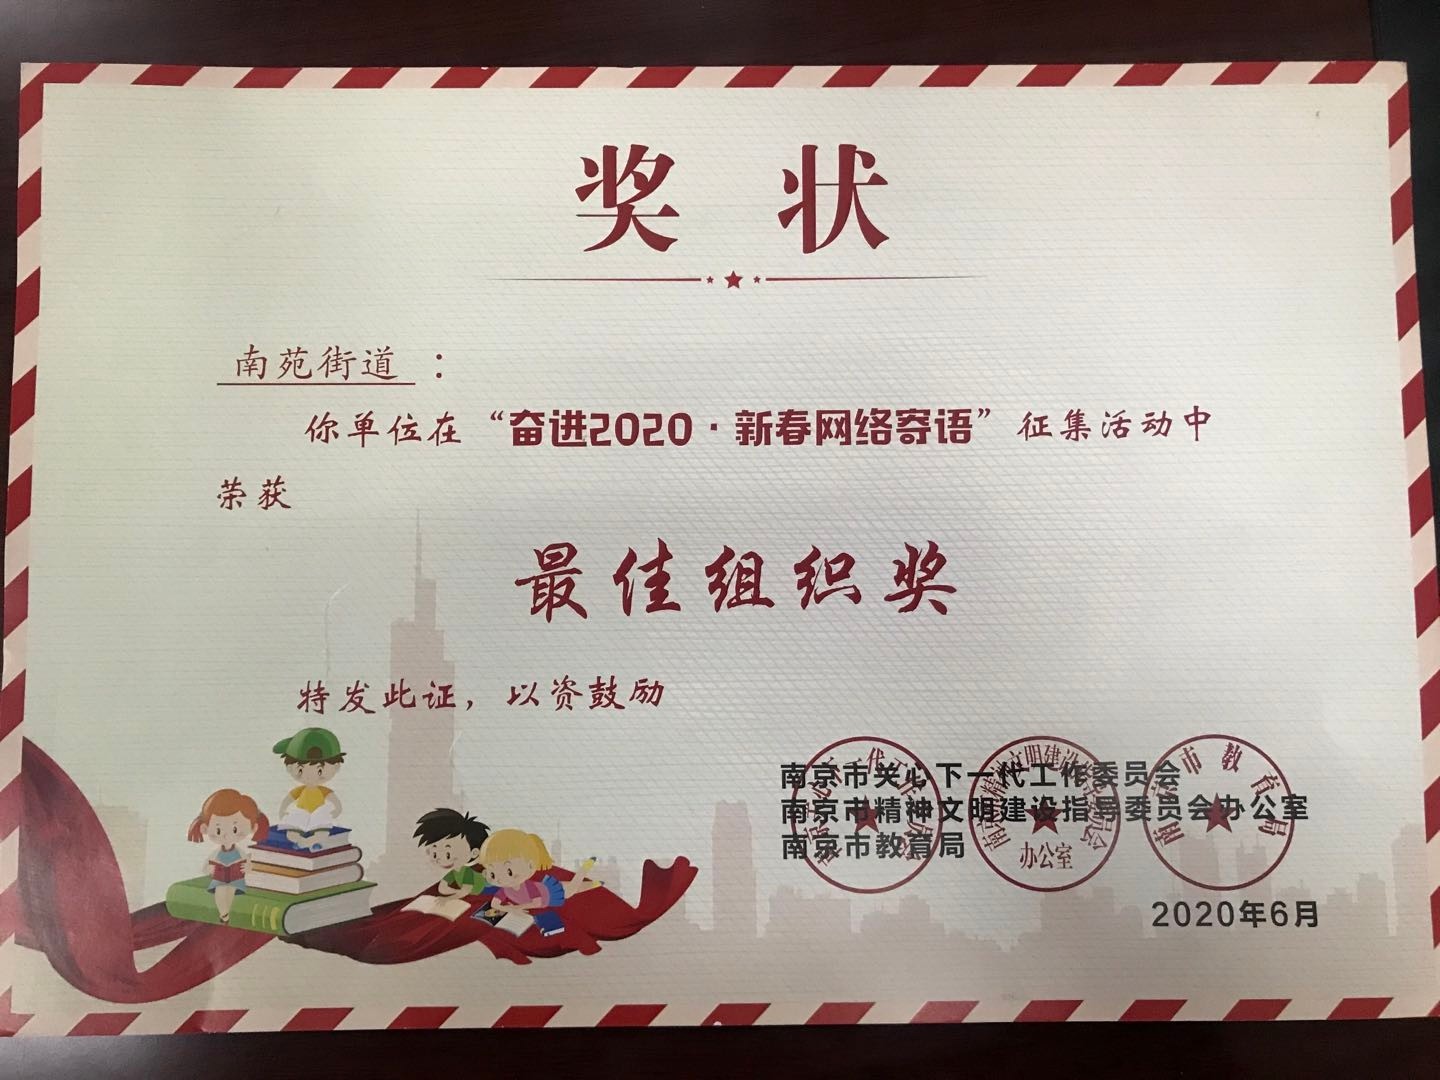 奖状
南苑街道：
你单位在“奋进2020·新春网络寄语”征集活动中
荣获
最佳组织奖
特发此证，以资鼓励
南京市关心下一代工作委员会
南京市精神文明建设指导委员会办公室
南京市教育局
办公室
2020年6月